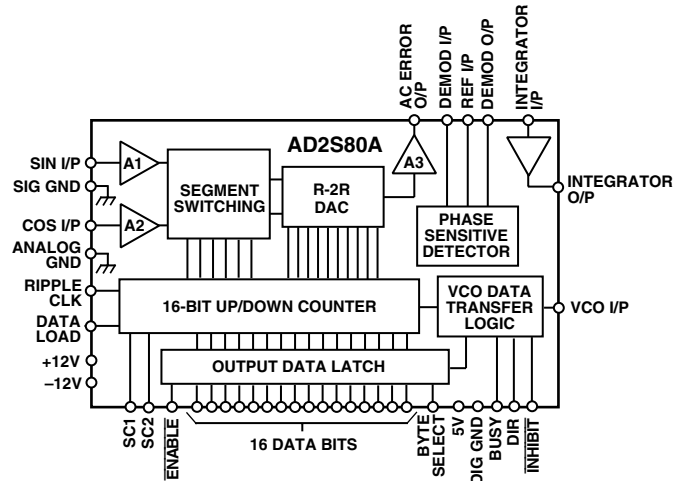 AC ERROR
O/P
DEMOD I/P
REF I/P
DEMOD O/P
INTEGRATOR
I/P
AD2S80A
SIN I/P
A1
A3
SIG GND
SEGMENT
SWITCHING
R-2R
DAC
INTEGRATOR
O/P
COS I/P
A2
PHASE
SENSITIVE
DETECTOR
ANALOG
GND
RIPPLE
CLK
16-BIT UP/DOWN COUNTER
VCO DATA
TRANSFER
LOGIC
VCO I/P
DATA
LOAD
+12V
OUTPUT DATA LATCH
–12V
SC1
SC2
ENABLE
16 DATA BITS
BYTE
SELECT
5V
DIG GND
BUSY
DIR
INHIBIT